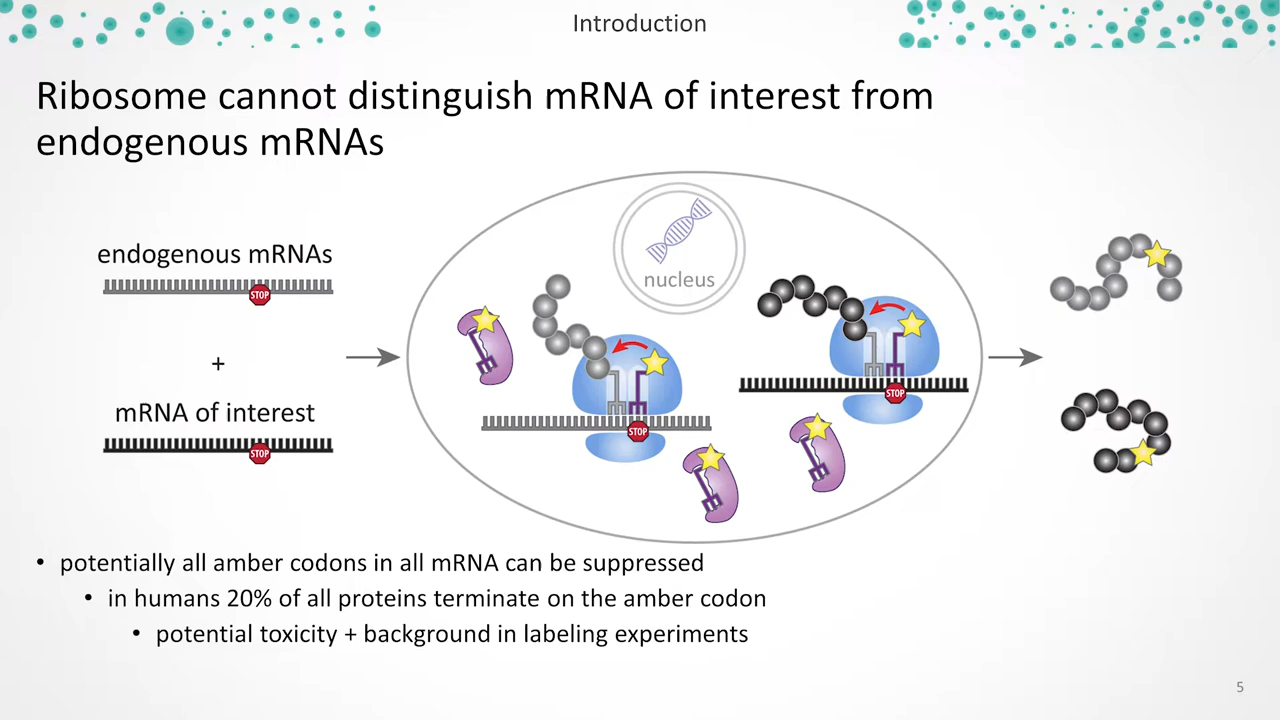 Introduction
Ribosome cannot distinguish mRNA of interest from
endogenous mRNAs
endogenous mRNAs
STOP
+
mRNA of interest
STOP
nucleus
STOP
STOP
• potentially all amber codons in all mRNA can be suppressed
• in humans 20% of all proteins terminate on the amber codon
• potential toxicity + background in labeling experiments
5